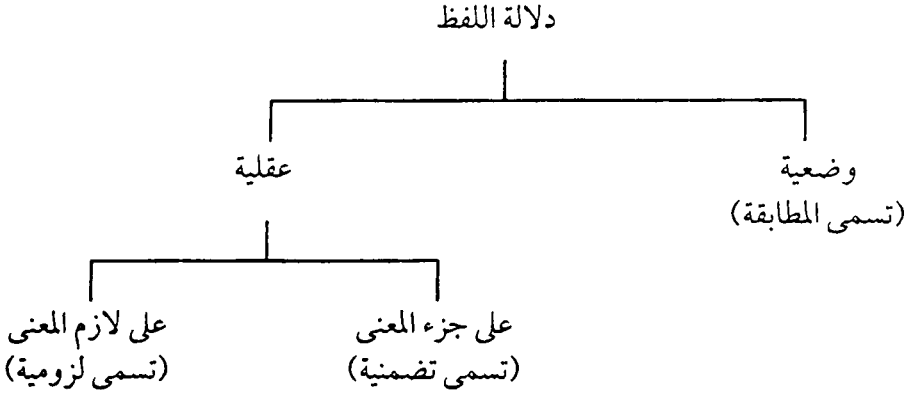 دلالة اللفظ
وضعية
(تسمى المطابقة)
عقلية
على جزء المعنى
(تسمى تضمنية)
على لازم المعنى
(تسمى لزومية)